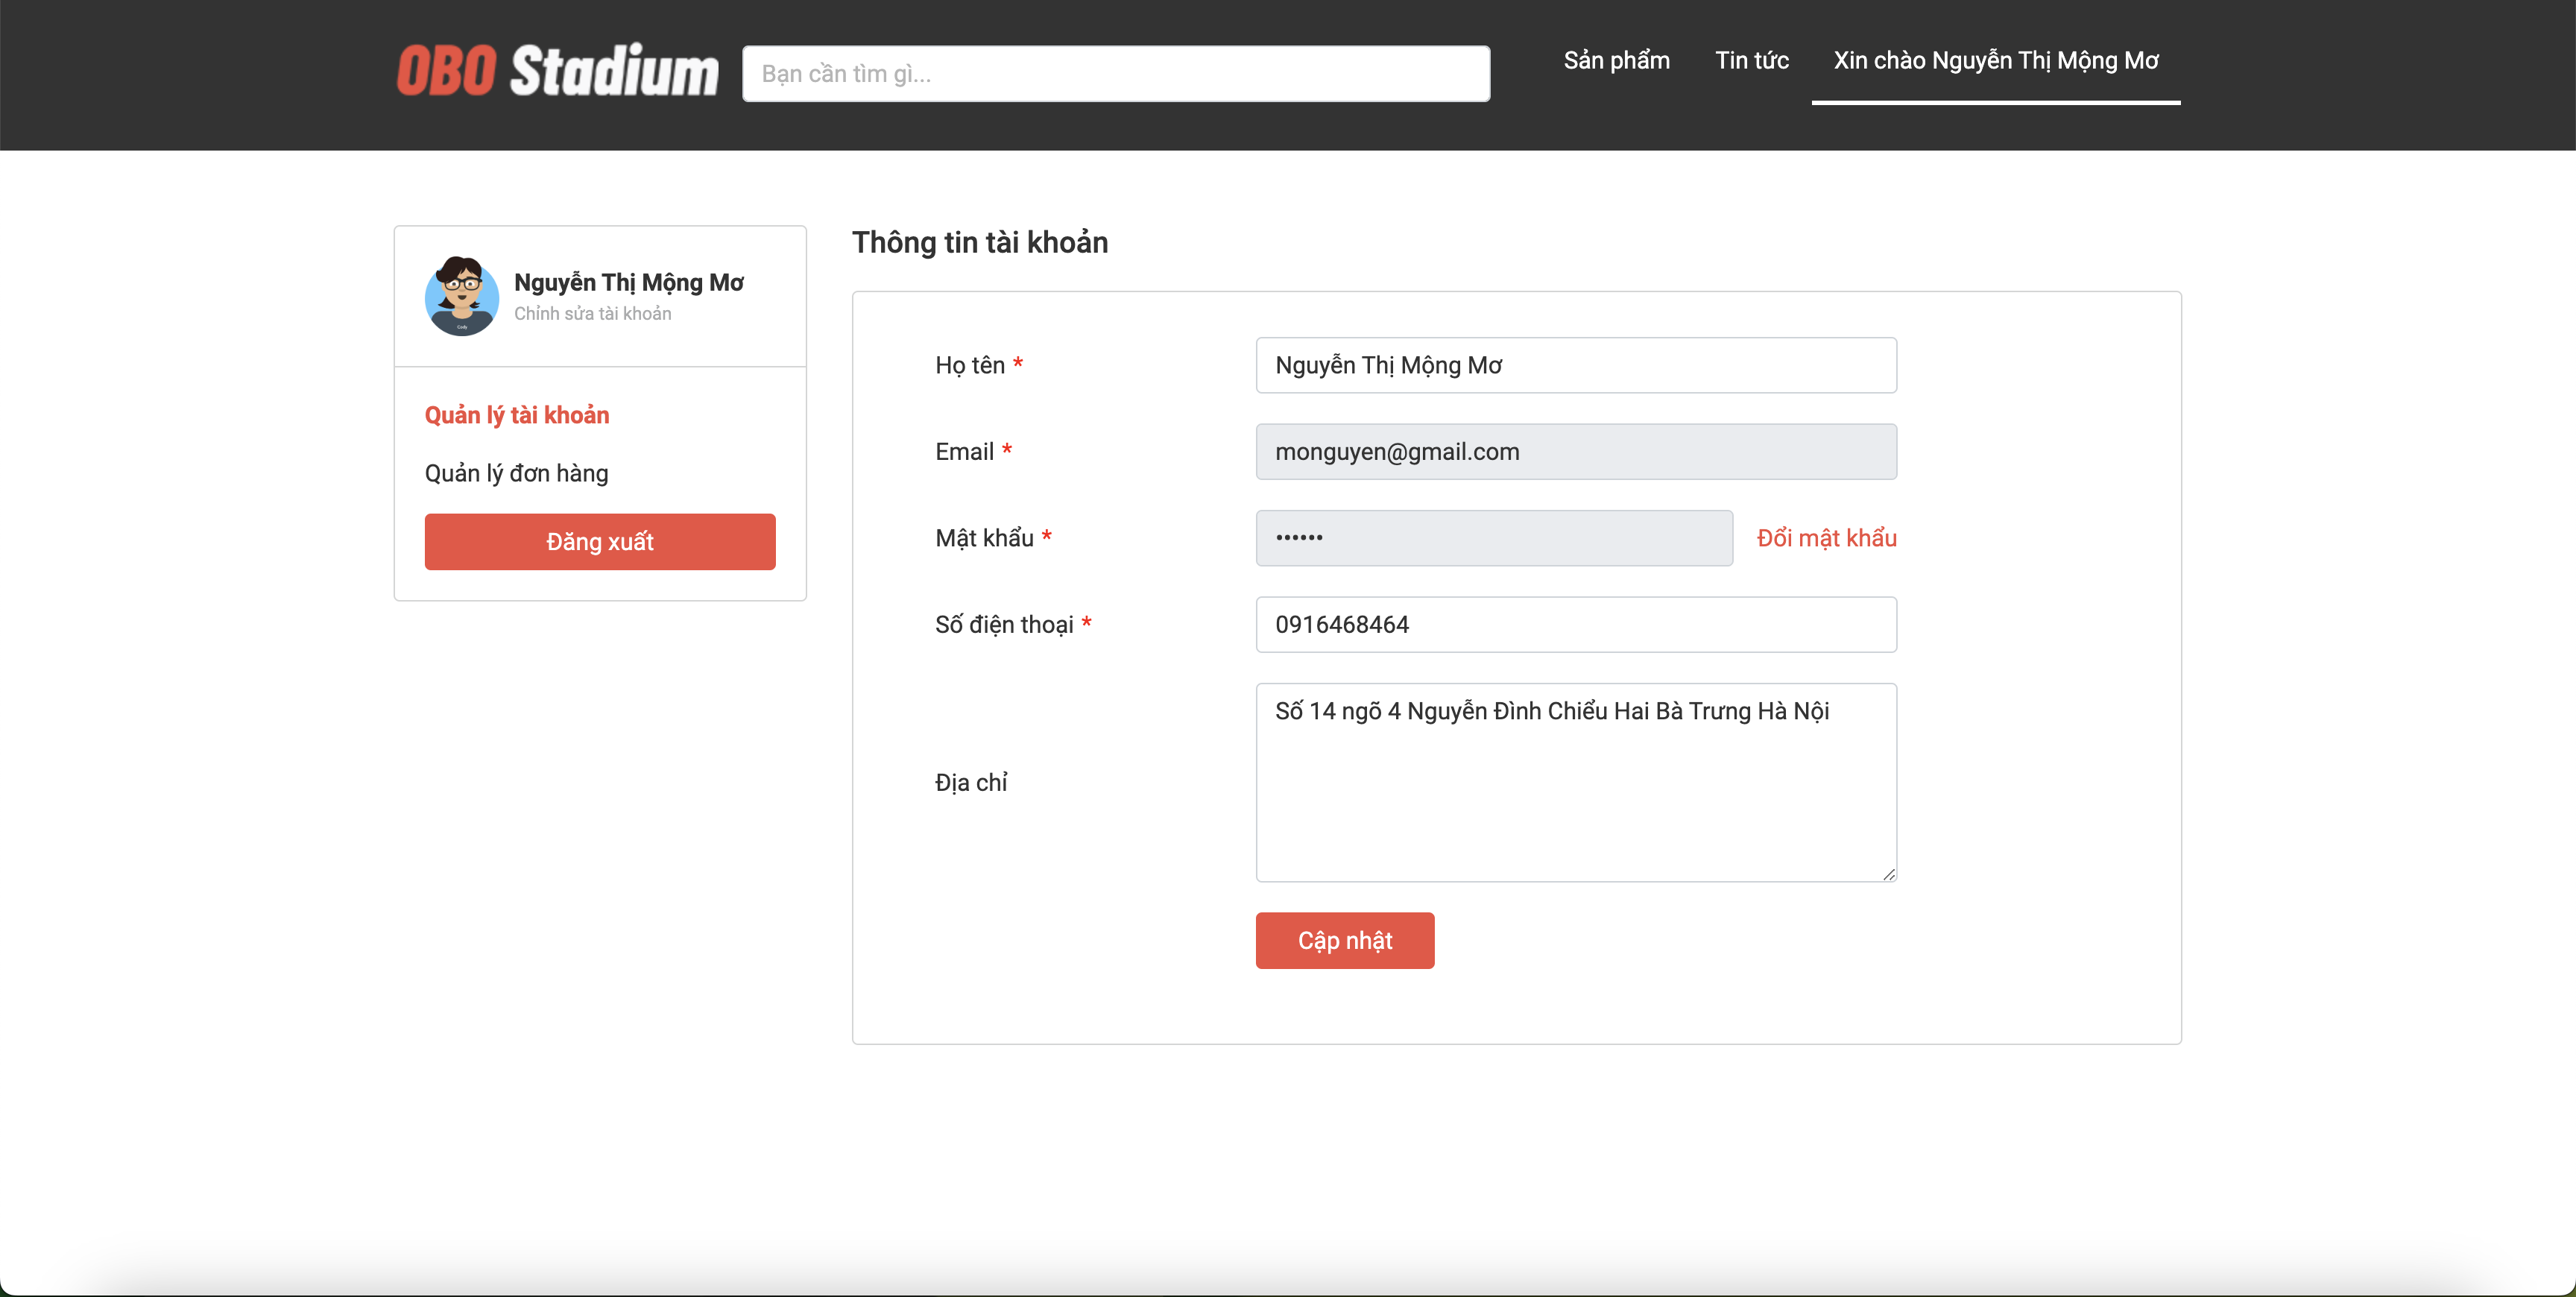 OBO Stadium
Bạn cần tìm gì...
Sản phẩm
Tin tức
Xin chào Nguyễn Thị Mộng Mơ
Nguyễn Thị Mộng Mơ
Chỉnh sửa tài khoản
Quản lý tài khoản
Quản lý đơn hàng
Đăng xuất
Thông tin tài khoản
Họ tên *
Nguyễn Thị Mộng Mơ
Email *
monguyen@gmail.com
Mật khẩu *
••••••
Đổi mật khẩu
Số điện thoại *
0916468464
Địa chỉ
Số 14 ngõ 4 Nguyễn Đình Chiểu Hai Bà Trưng Hà Nội
Cập nhật